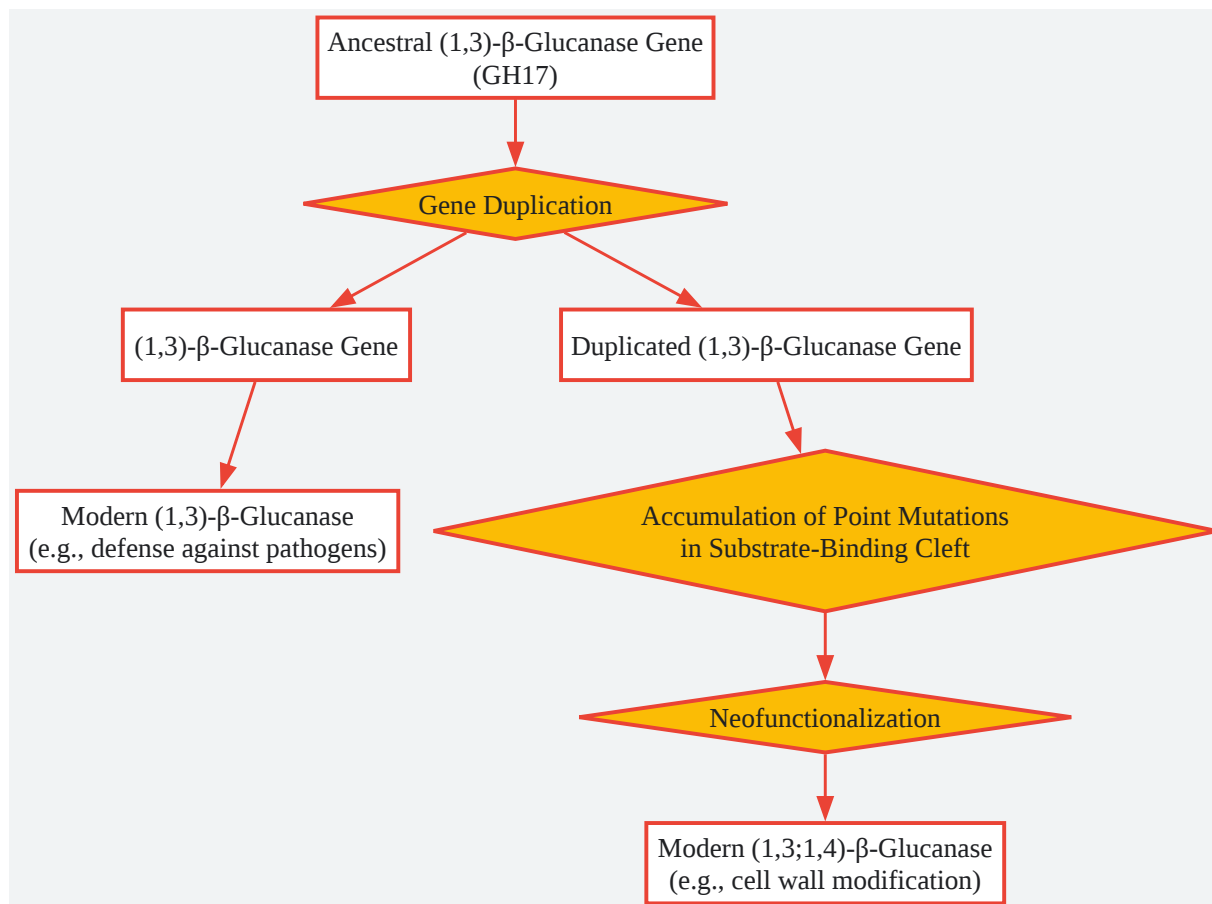 Ancestral (1,3)-β-Glucanase Gene
(GH17)
Gene Duplication
(1,3)-β-Glucanase Gene
Duplicated (1,3)-β-Glucanase Gene
Modern (1,3)-β-Glucanase
(e.g., defense against pathogens)
Accumulation of Point Mutations
in Substrate-Binding Cleft
Neofunctionalization
Modern (1,3;1,4)-β-Glucanase
(e.g., cell wall modification)